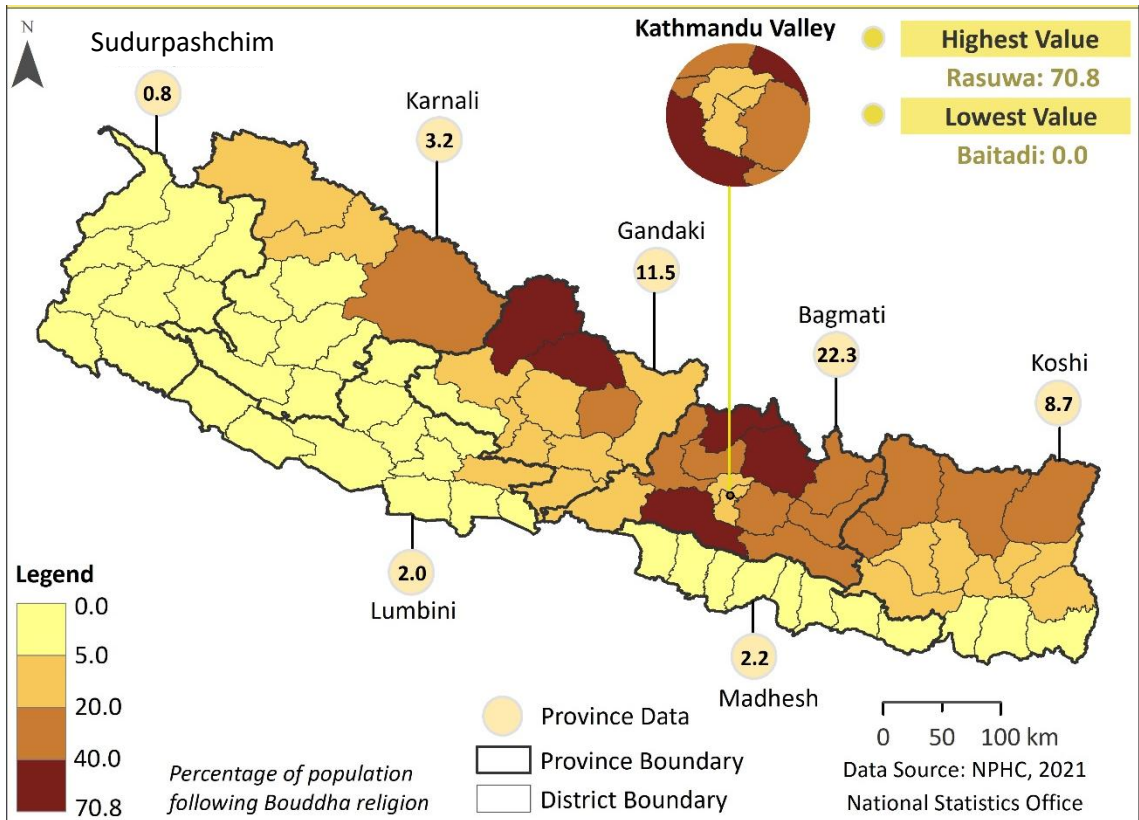 N
Sudurpashchim
0.8
Karnali
3.2
Kathmandu Valley
Highest Value
Rasuwa: 70.8
Lowest Value
Baitadi: 0.0
Gandaki
11.5
Bagmati
22.3
Koshi
8.7
Legend
0.0
5.0
20.0
40.0
70.8
2.0
Lumbini
2.2
Madhesh
Percentage of population
following Bouddha religion
Province Data
Province Boundary
District Boundary
0 50 100 km
Data Source: NPHC, 2021
National Statistics Office